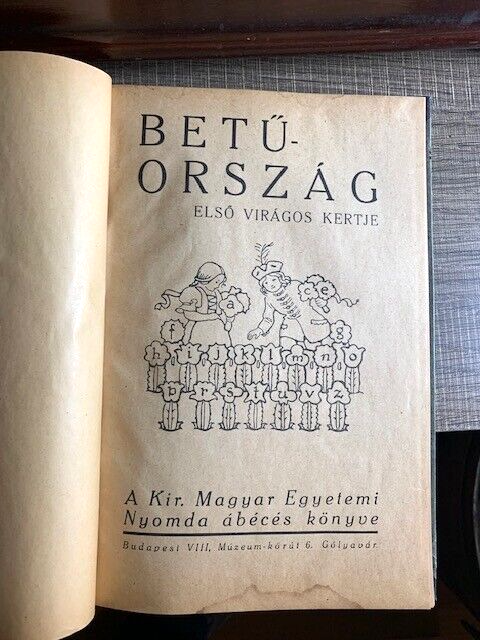 BETŰ-
ORSZÁG
ELSŐ VIRÁGOS KERTJE
a c e
f g
h i j k l m n o
p r s t u v z
A Kir. Magyar Egyetemi
Nyomda ábécés könyve
Budapest VIII, Múzeum-körút 6. Gólyavár.